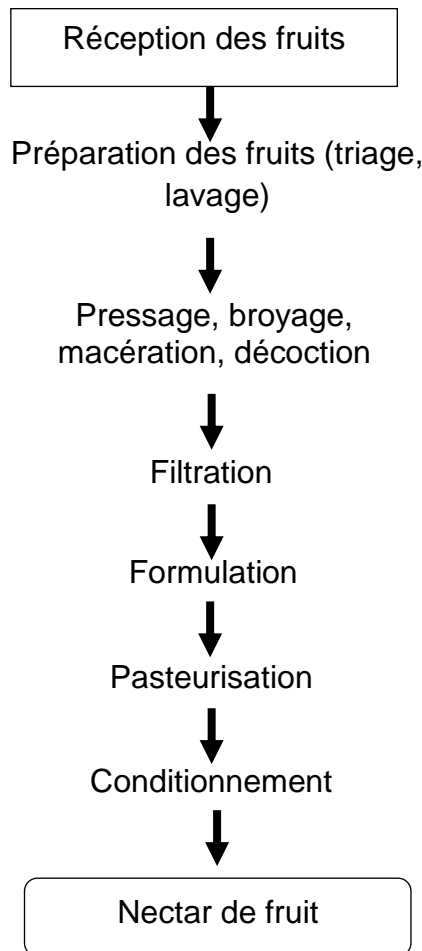 Réception des fruits
Préparation des fruits (triage,
lavage)
Pressage, broyage,
macération, décoction
Filtration
Formulation
Pasteurisation
Conditionnement
Nectar de fruit